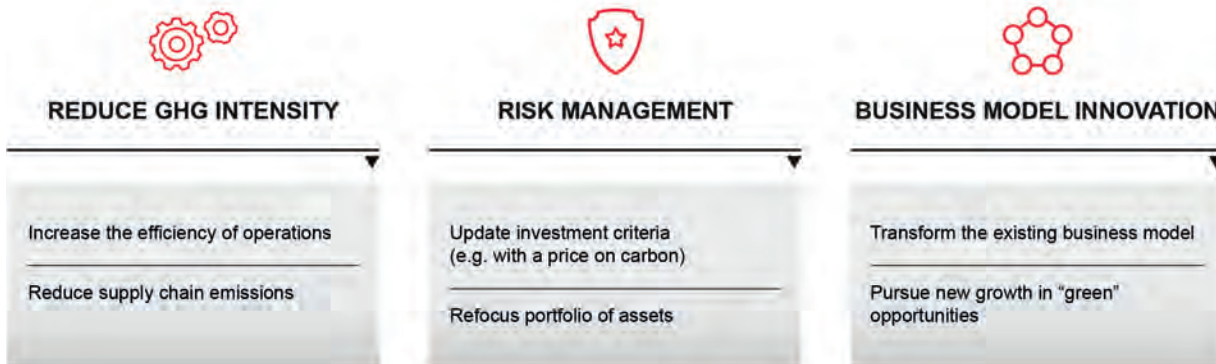 REDUCE GHG INTENSITY
Increase the efficiency of operations
Reduce supply chain emissions
RISK MANAGEMENT
Update investment criteria
(e.g. with a price on carbon)
Refocus portfolio of assets
BUSINESS MODEL INNOVATION
Transform the existing business model
Pursue new growth in “green”
opportunities